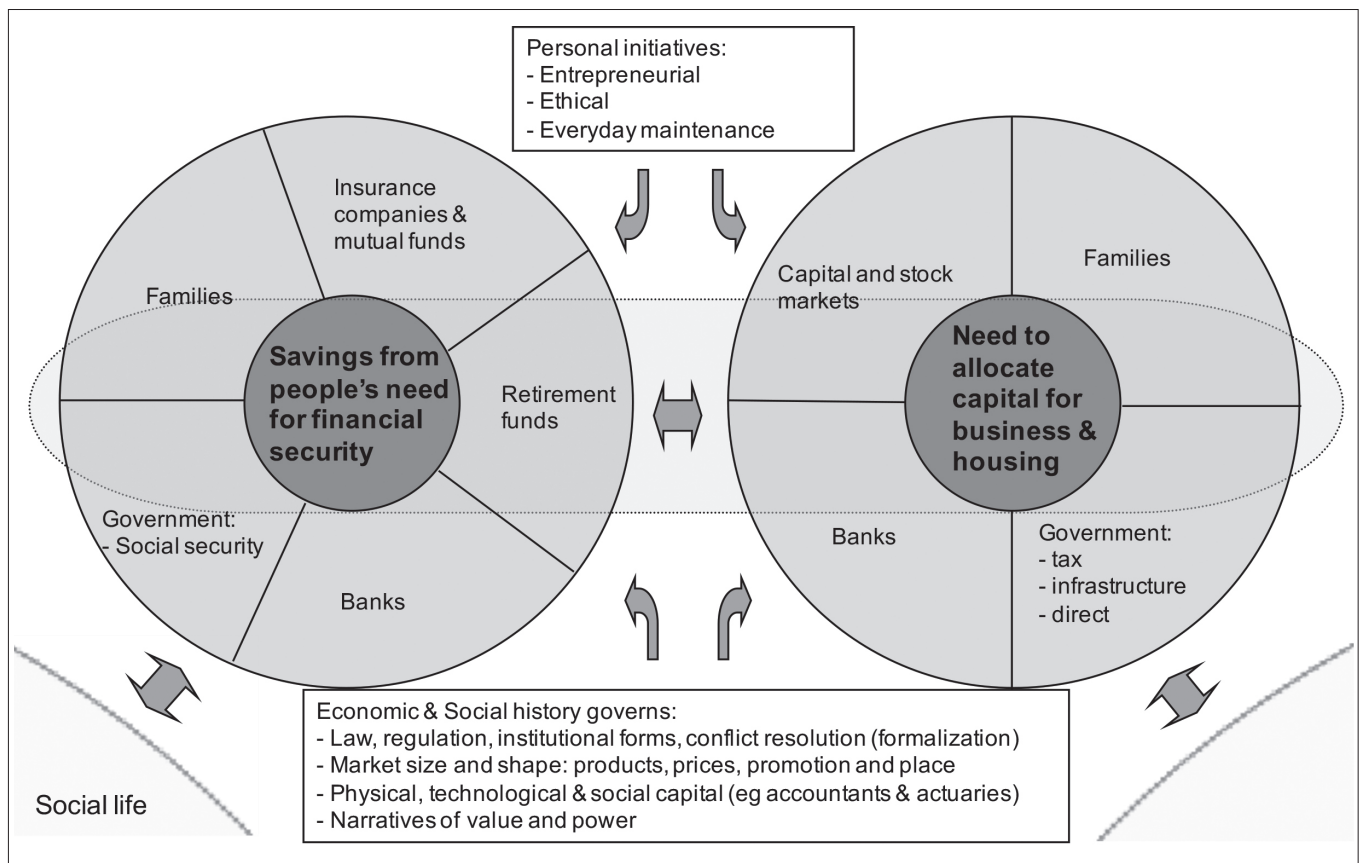 Personal initiatives:
- Entrepreneurial
- Ethical
- Everyday maintenance
Insurance
companies &
mutual funds
Families
Savings from
people's need
for financial
security
Retirement
funds
Government:
- Social security
Banks
Capital and stock
markets
Families
Need to
allocate
capital for
business &
housing
Banks
Government:
- tax
- infrastructure
- direct
Economic & Social history governs:
- Law, regulation, institutional forms, conflict resolution (formalization)
- Market size and shape: products, prices, promotion and place
- Physical, technological & social capital (eg accountants & actuaries)
- Narratives of value and power
Social life